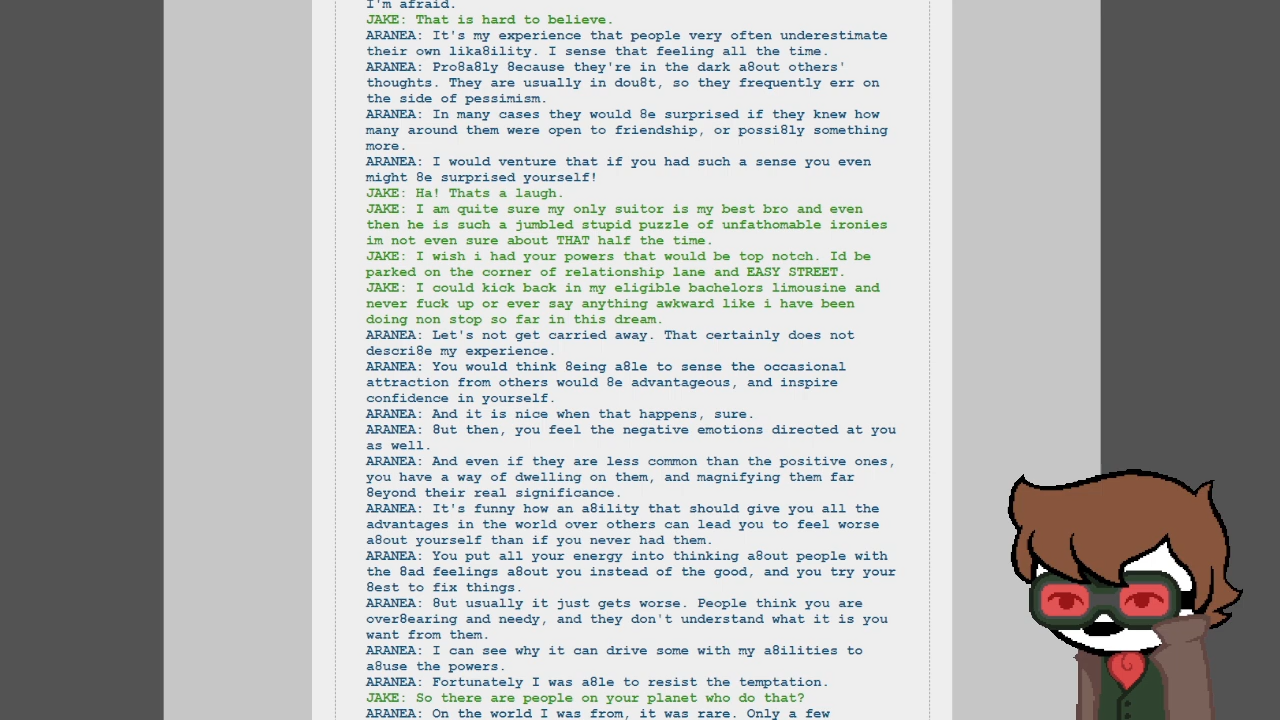 I'm afraid.
JAKE: That is hard to believe.
ARANEA: It's my experience that people very often underestimate
their own lika8ility. I sense that feeling all the time.
ARANEA: Pro8a8ly 8ecause they're in the dark a8out others'
thoughts. They are usually in dou8t, so they frequently err on
the side of pessimism.
ARANEA: In many cases they would 8e surprised if they knew how
many around them were open to friendship, or possi8ly something
more.
ARANEA: I would venture that if you had such a sense you even
might 8e surprised yourself!
JAKE: Ha! Thats a laugh.
JAKE: I am quite sure my only suitor is my best bro and even
then he is such a jumbled stupid puzzle of unfathomable ironies
im not even sure about THAT half the time.
JAKE: I wish i had your powers that would be top notch. Id be
parked on the corner of relationship lane and EASY STREET.
JAKE: I could kick back in my eligible bachelors limousine and
never fuck up or ever say anything awkward like i have been
doing non stop so far in this dream.
ARANEA: Let's not get carried away. That certainly does not
descri8e my experience.
ARANEA: You would think 8eing a8le to sense the occasional
attraction from others would 8e advantageous, and inspire
confidence in yourself.
ARANEA: And it is nice when that happens, sure.
ARANEA: 8ut then, you feel the negative emotions directed at you
as well.
ARANEA: And even if they are less common than the positive ones,
you have a way of dwelling on them, and magnifying them far
8eyond their real significance.
ARANEA: It's funny how an a8ility that should give you all the
advantages in the world over others can lead you to feel worse
a8out yourself than if you never had them.
ARANEA: You put all your energy into thinking a8out people with
the 8ad feelings a8out you instead of the good, and you try your
8est to fix things.
ARANEA: 8ut usually it just gets worse. People think you are
over8earing and needy, and they don't understand what it is you
want from them.
ARANEA: I can see why it can drive some with my a8ilities to
a8use the powers.
ARANEA: Fortunately I was a8le to resist the temptation.
JAKE: So there are people on your planet who do that?
ARANEA: On the world I was from, it was rare. Only a few